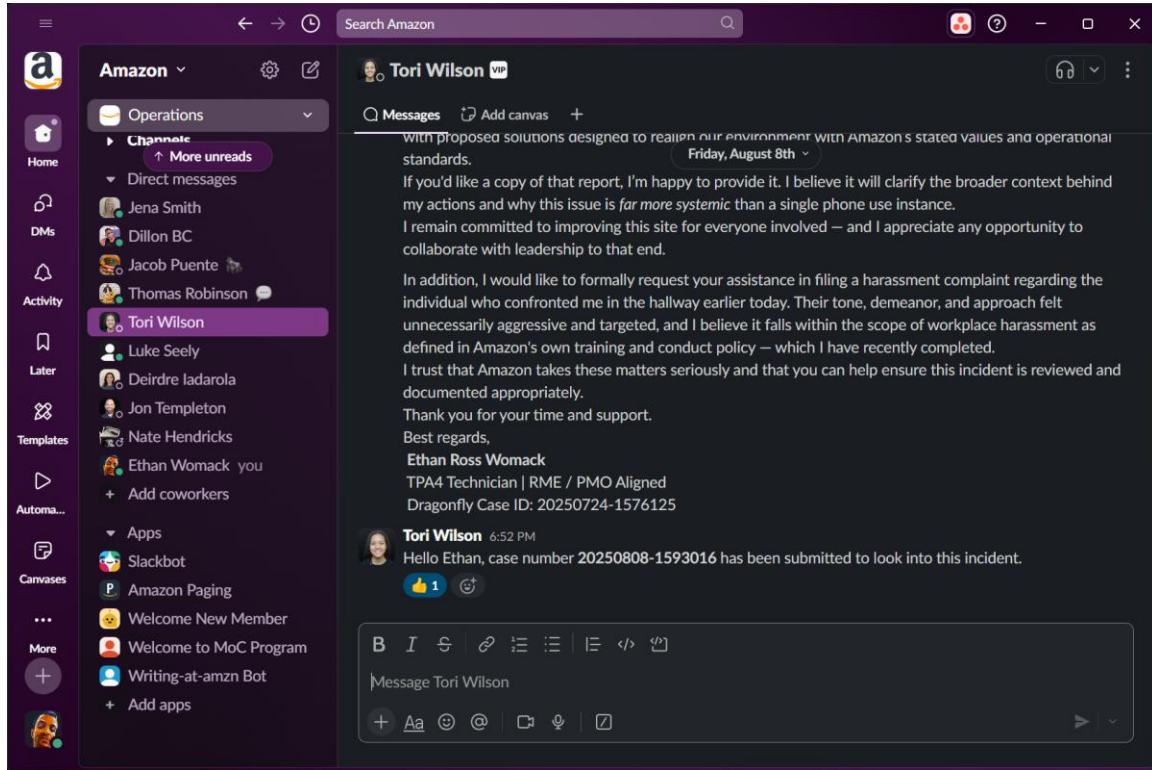 Search Amazon
a
Amazon
Operations
Channels
↑ More unreads
Direct messages
Jena Smith
Dillon BC
Jacob Puente
Thomas Robinson
Tori Wilson
Luke Seely
Deirdre Iadarola
Jon Templeton
Nate Hendricks
Ethan Womack you
+ Add coworkers
Apps
Slackbot
P Amazon Paging
Welcome New Member
Welcome to MoC Program
Writing-at-amzn Bot
+ Add apps
Home
DMs
Activity
Later
Templates
Automa...
Canvases
More
Tori Wilson VIP
Messages Add canvas +
with proposed solutions designed to realign our environment with Amazon's stated values and operational
standards.
Friday, August 8th
If you'd like a copy of that report, I'm happy to provide it. I believe it will clarify the broader context behind
my actions and why this issue is far more systemic than a single phone use instance.
I remain committed to improving this site for everyone involved — and I appreciate any opportunity to
collaborate with leadership to that end.
In addition, I would like to formally request your assistance in filing a harassment complaint regarding the
individual who confronted me in the hallway earlier today. Their tone, demeanor, and approach felt
unnecessarily aggressive and targeted, and I believe it falls within the scope of workplace harassment as
defined in Amazon's own training and conduct policy — which I have recently completed.
I trust that Amazon takes these matters seriously and that you can help ensure this incident is reviewed and
documented appropriately.
Thank you for your time and support.
Best regards,
Ethan Ross Womack
TPA4 Technician | RME / PMO Aligned
Dragonfly Case ID: 20250724-1576125
Tori Wilson 6:52 PM
Hello Ethan, case number 20250808-1593016 has been submitted to look into this incident.
1
B I S
Message Tori Wilson
+ Aa @